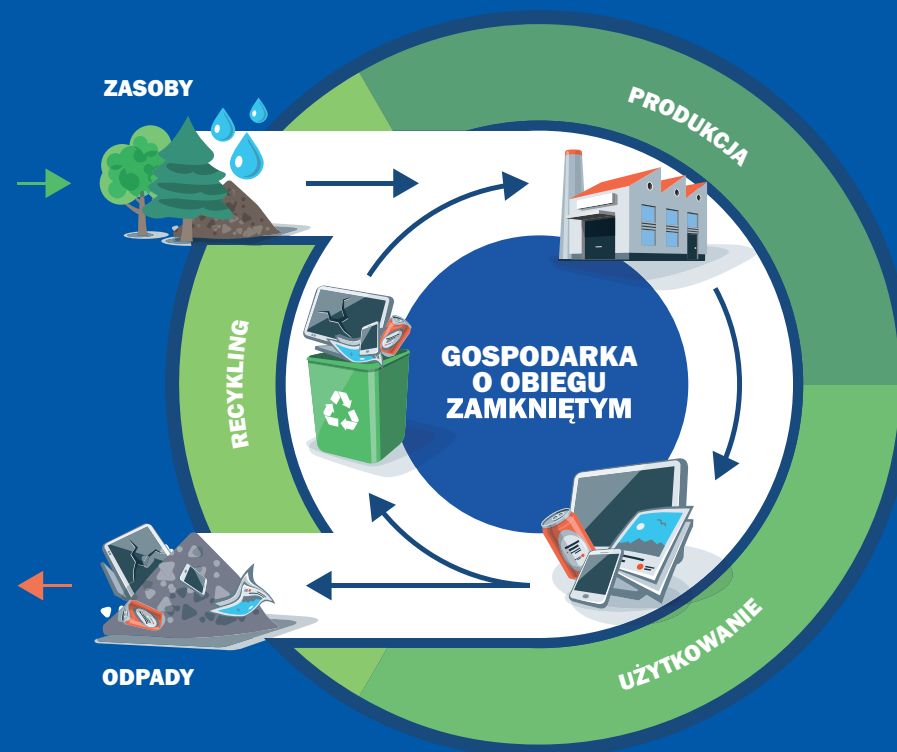 ZASOBY
PRODUKCJA
RECYKLING
GOSPODARKA
O OBIEGU
ZAMKNIĘTYM
UŻYTKOWANIE
ODPADY